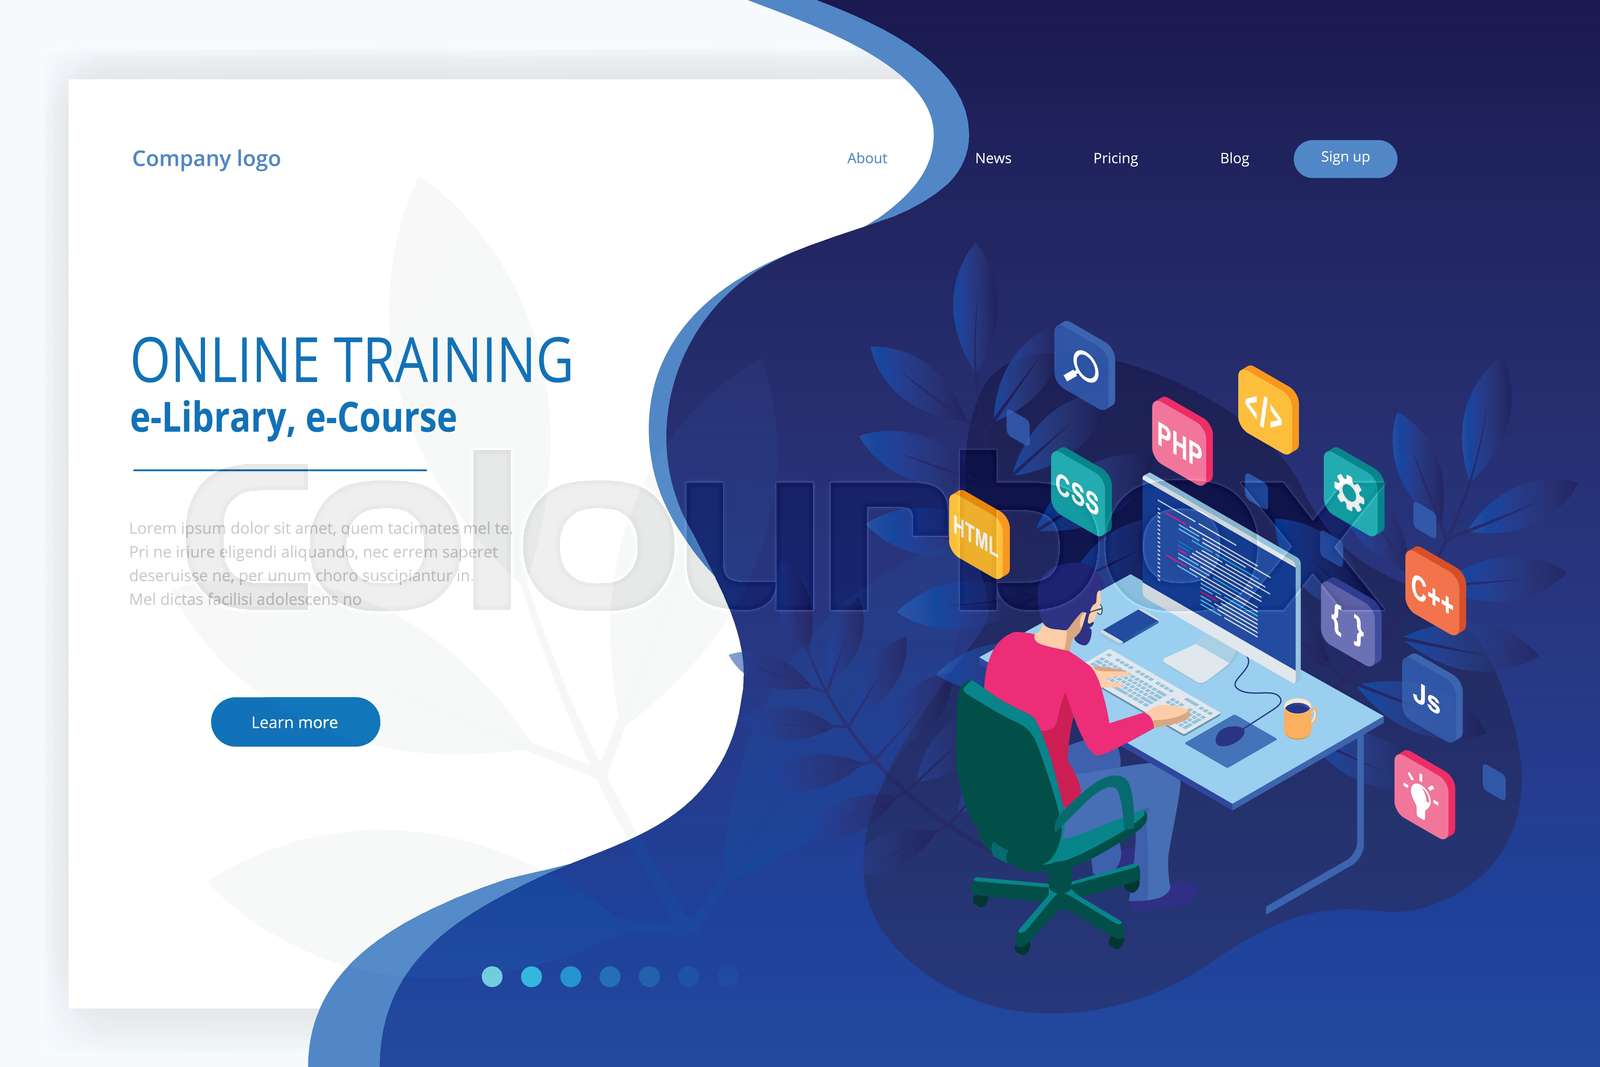 Company logo
About
News
Pricing
Blog
Sign up
ONLINE TRAINING
e-Library, e-Course
Lorem ipsum dolor sit amet, quem tacimates mel te.
Pri ne iriure eligendi aliquando, nec errem saperet
deseruisse ne, per unum choro suscipiantur in.
Mel dictas facilisi adolescens no
Learn more
Colourbox
</>
PHP
CSS
HTML
C++
{ }
Js